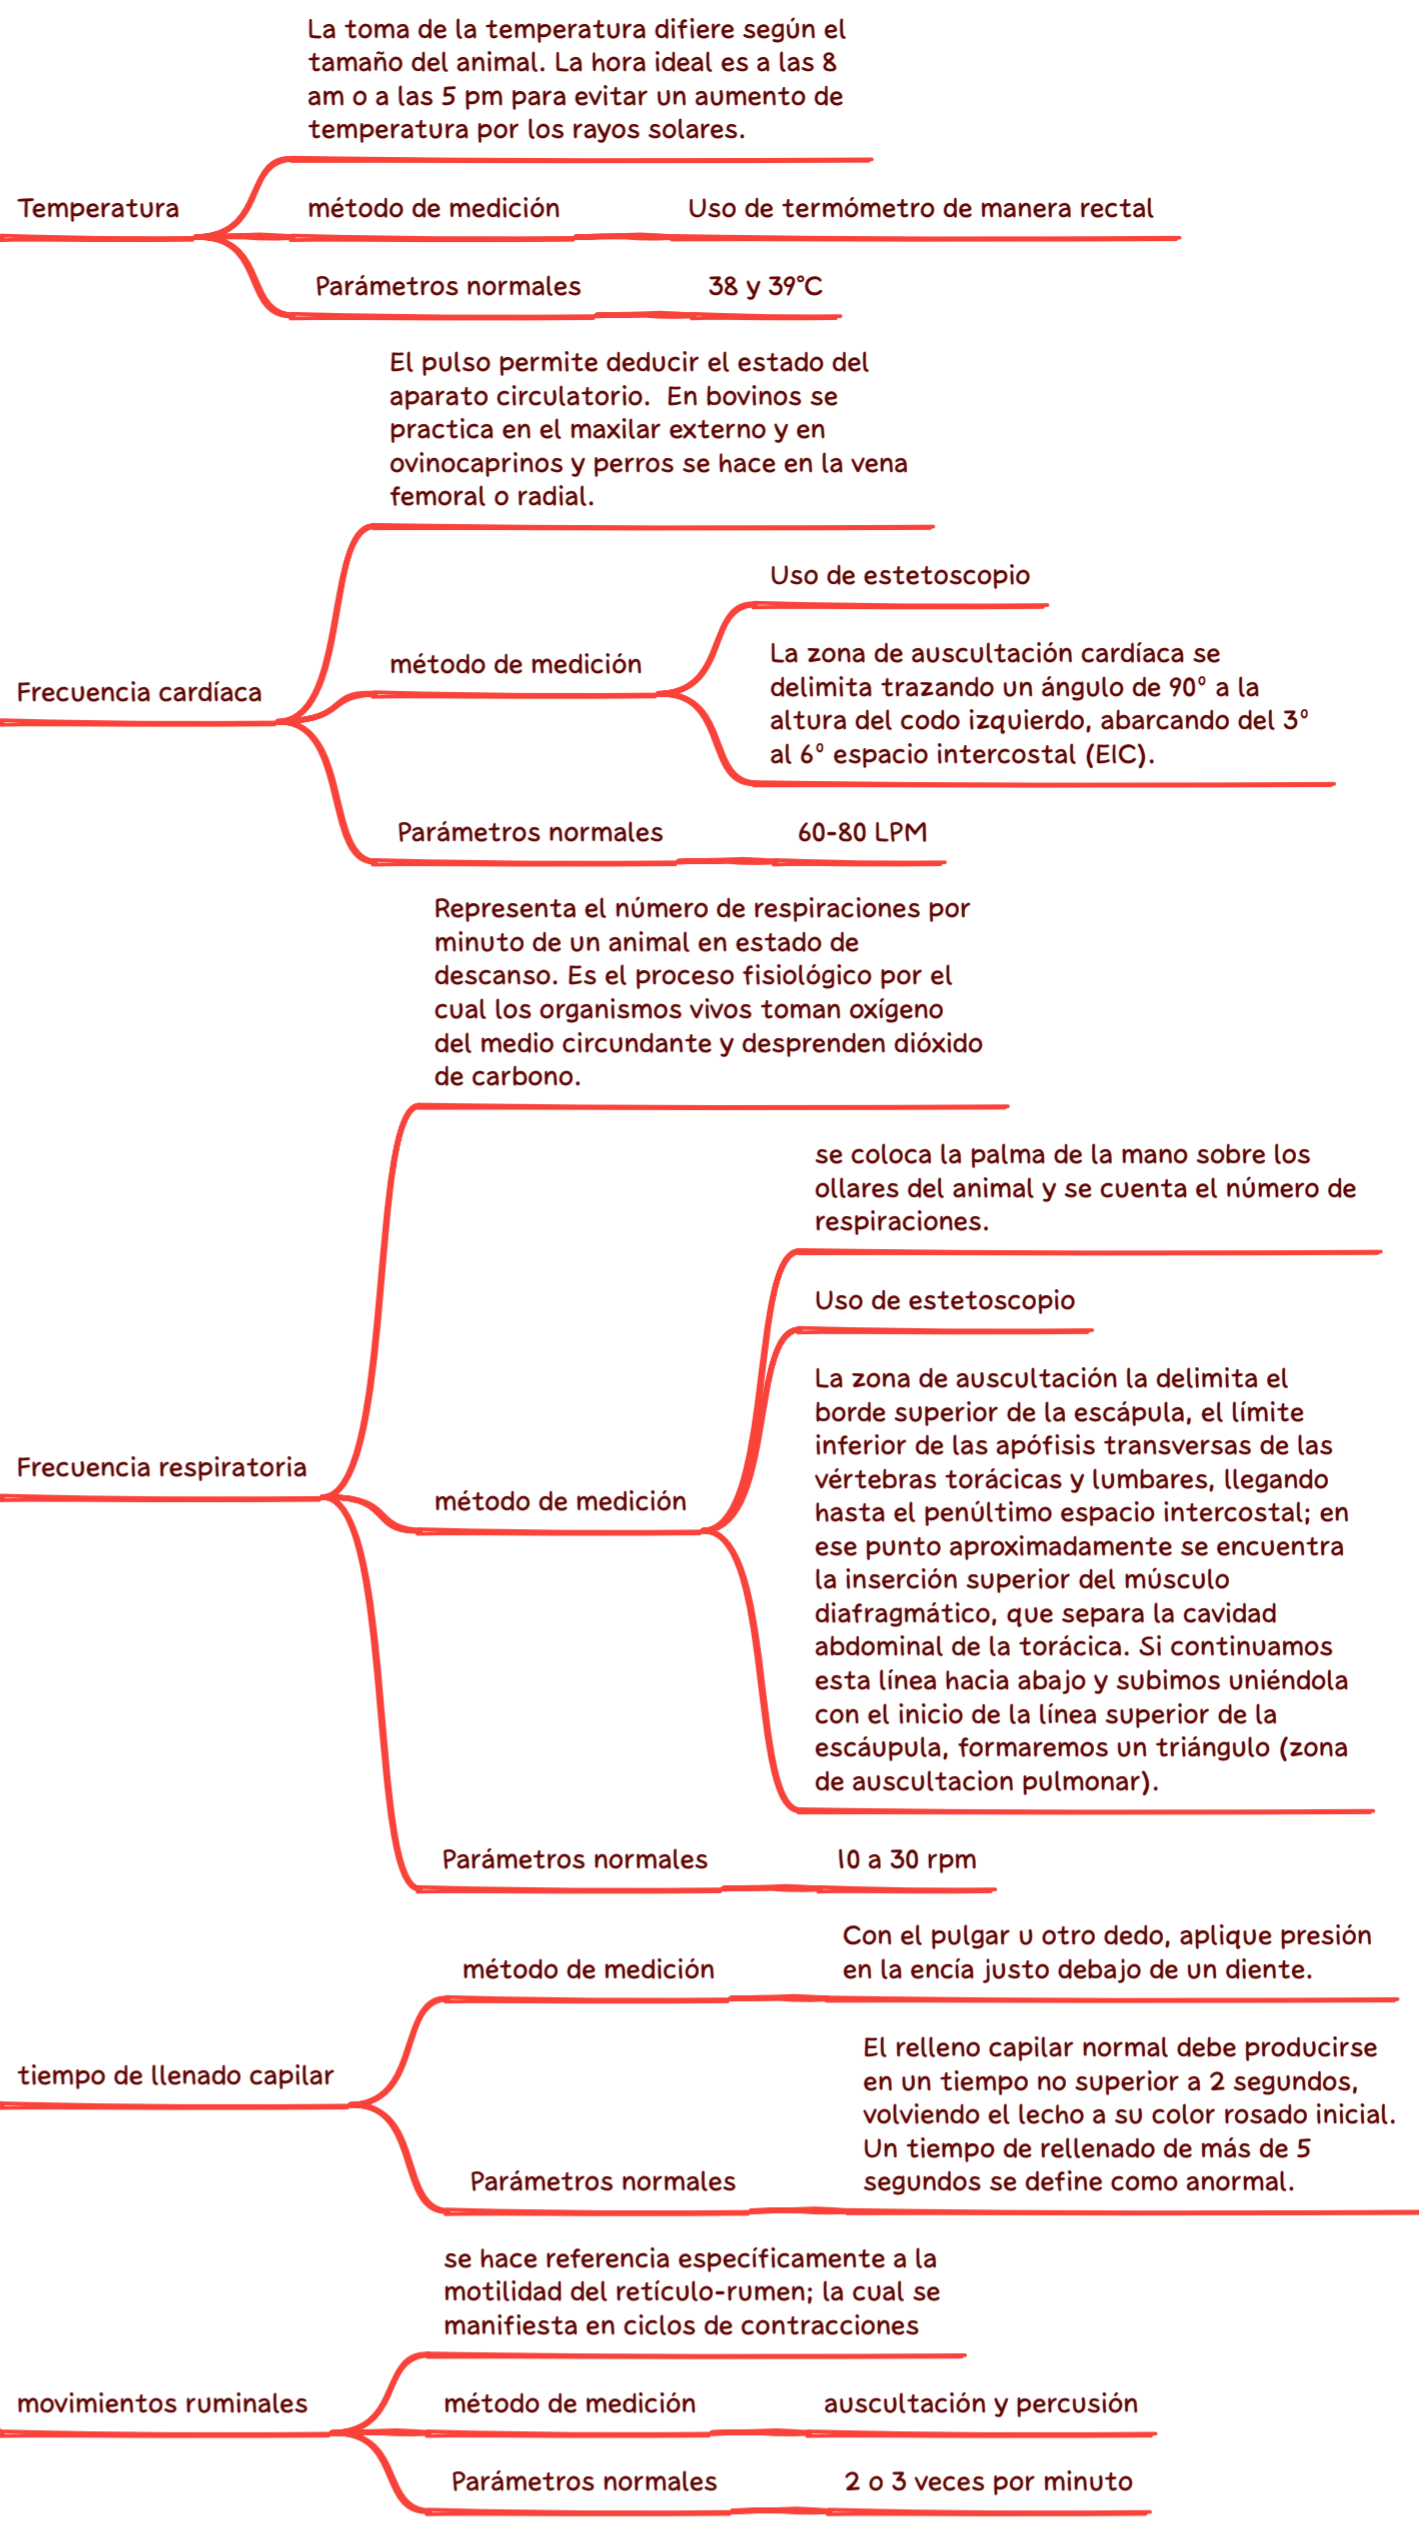 La toma de la temperatura difiere según el
tamaño del animal. La hora ideal es a las 8
am o a las 5 pm para evitar un aumento de
temperatura por los rayos solares.
Temperatura
método de medición
Uso de termómetro de manera rectal
Parámetros normales
38 y 39°C
El pulso permite deducir el estado del
aparato circulatorio.  En bovinos se
practica en el maxilar externo y en
ovinocaprinos y perros se hace en la vena
femoral o radial.
Frecuencia cardíaca
método de medición
Uso de estetoscopio
La zona de auscultación cardíaca se
delimita trazando un ángulo de 90º a la
altura del codo izquierdo, abarcando del 3º
al 6º espacio intercostal (EIC).
Parámetros normales
60-80 LPM
Representa el número de respiraciones por
minuto de un animal en estado de
descanso. Es el proceso fisiológico por el
cual los organismos vivos toman oxígeno
del medio circundante y desprenden dióxido
de carbono.
Frecuencia respiratoria
método de medición
se coloca la palma de la mano sobre los
ollares del animal y se cuenta el número de
respiraciones.
Uso de estetoscopio
La zona de auscultación la delimita el
borde superior de la escápula, el límite
inferior de las apófisis transversas de las
vértebras torácicas y lumbares, llegando
hasta el penúltimo espacio intercostal; en
ese punto aproximadamente se encuentra
la inserción superior del músculo
diafragmático, que separa la cavidad
abdominal de la torácica. Si continuamos
esta línea hacia abajo y subimos uniéndola
con el inicio de la línea superior de la
escáupula, formaremos un triángulo (zona
de auscultacion pulmonar).
Parámetros normales
10 a 30 rpm
tiempo de llenado capilar
método de medición
Con el pulgar u otro dedo, aplique presión
en la encía justo debajo de un diente.
Parámetros normales
El relleno capilar normal debe producirse
en un tiempo no superior a 2 segundos,
volviendo el lecho a su color rosado inicial.
Un tiempo de rellenado de más de 5
segundos se define como anormal.
se hace referencia específicamente a la
motilidad del retículo-rumen; la cual se
manifiesta en ciclos de contracciones
movimientos ruminales
método de medición
auscultación y percusión
Parámetros normales
2 o 3 veces por minuto